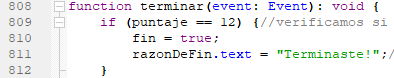 808 function terminar(event: Event): void {
809 if (puntaje == 12) {//verificamos si
810 fin = true;
811 razonDeFin.text = "Terminaste!";/
812 }